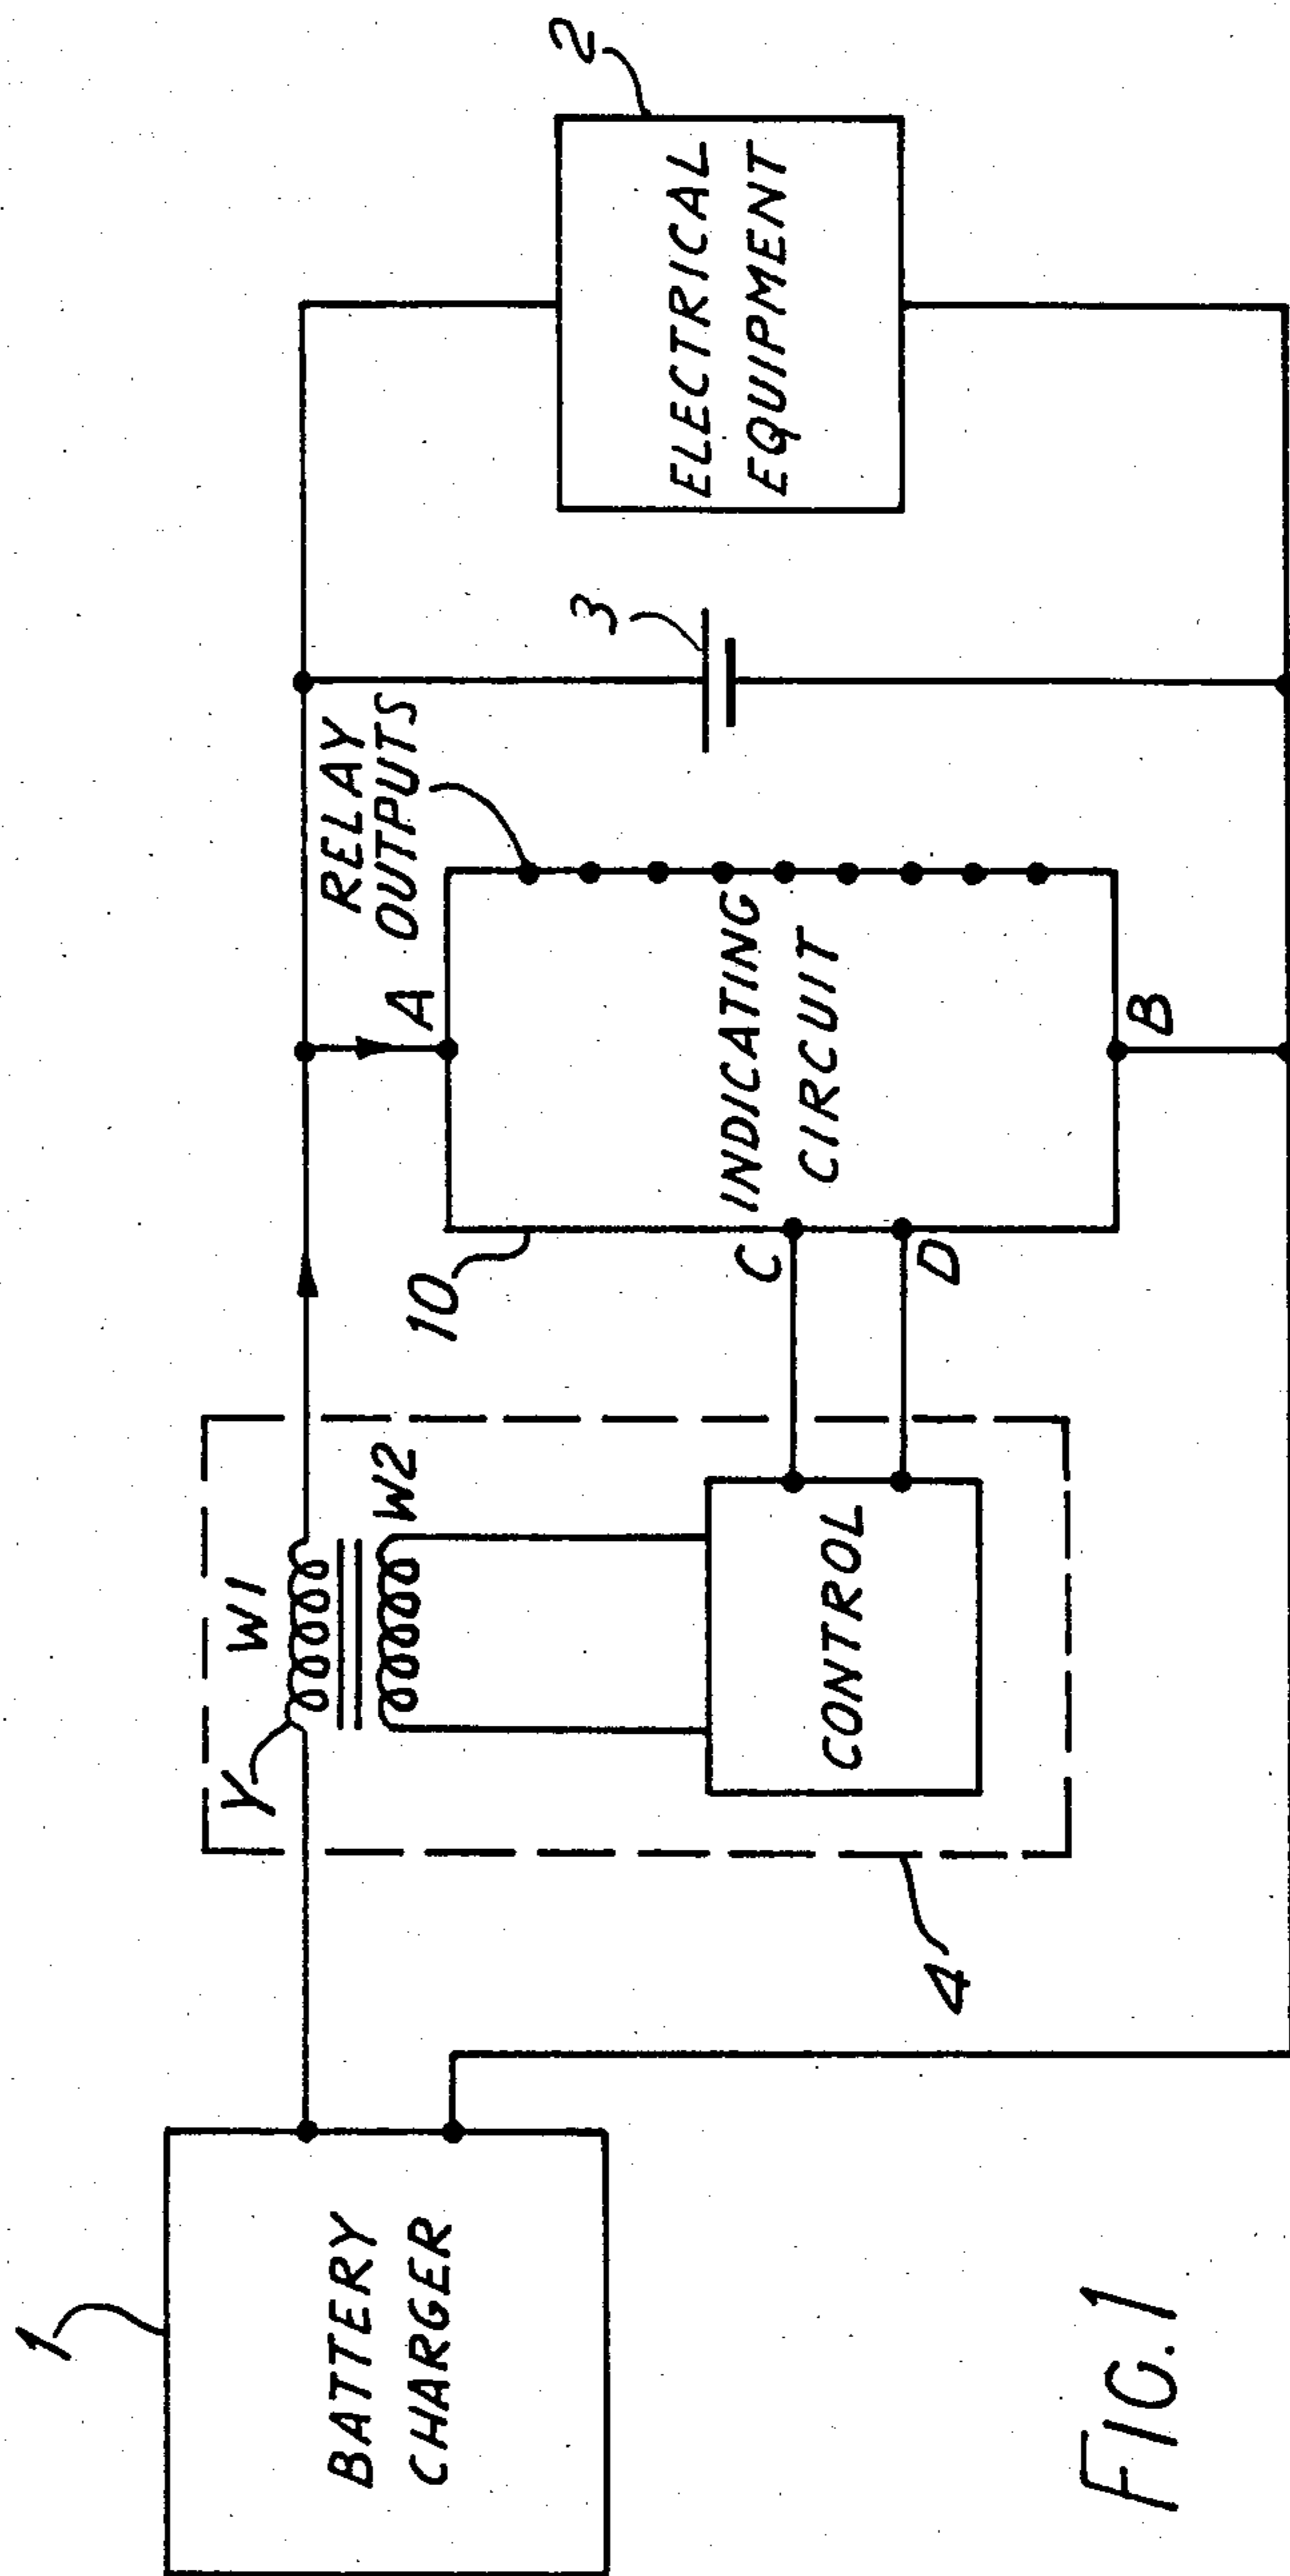 1
BATTERY
CHARGER
Y
W1
W2
CONTROL
4
10
C
D
INDICATING
CIRCUIT
A
B
RELAY
OUTPUTS
3
2
ELECTRICAL
EQUIPMENT
FIG. 1